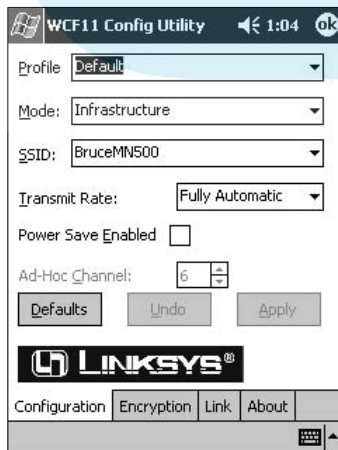 WCF11 Config Utility 1:04 ok
Profile Default
Mode: Infrastructure
SSID: BruceMN500
Transmit Rate: Fully Automatic
Power Save Enabled
Ad-Hoc Channel: 6
Defaults Undo Apply
LINKSYS®
Configuration Encryption Link About